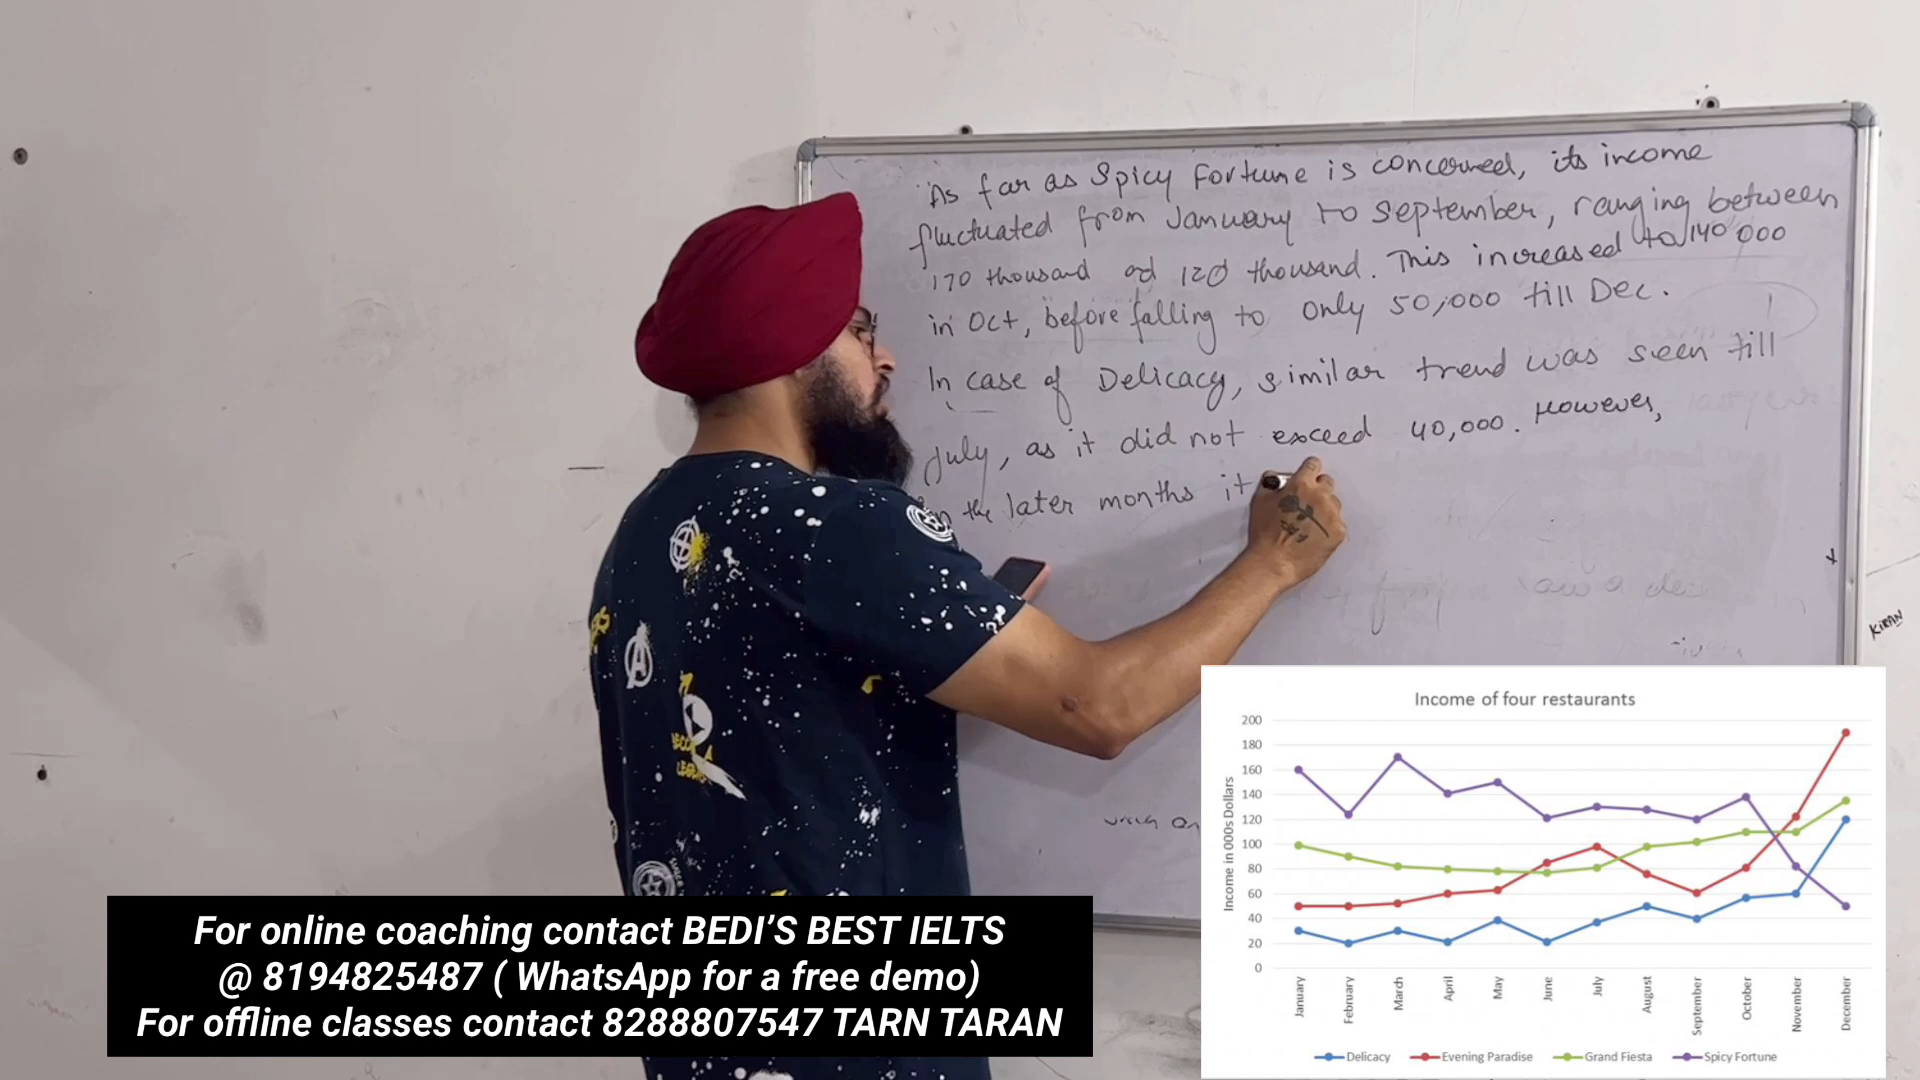 As far as Spicy Fortune is concerned, its income
fluctuated from January to September, ranging between
170 thousand ad 120 thousand. This increased to 140 000
in Oct, before falling to only 50,000 till Dec.
In case of Delicacy, similar trend was seen till
July, as it did not exceed 40,000. However,
the later months it
KIRAN
Income of four restaurants
Income in 000s Dollars
200
180
160
140
120
100
80
60
40
20
0
January
February
March
April
May
June
July
August
September
October
November
December
Delicacy
Evening Paradise
Grand Fiesta
Spicy Fortune
For online coaching contact BEDI’S BEST IELTS
@ 8194825487 ( WhatsApp for a free demo)
For offline classes contact 8288807547 TARN TARAN